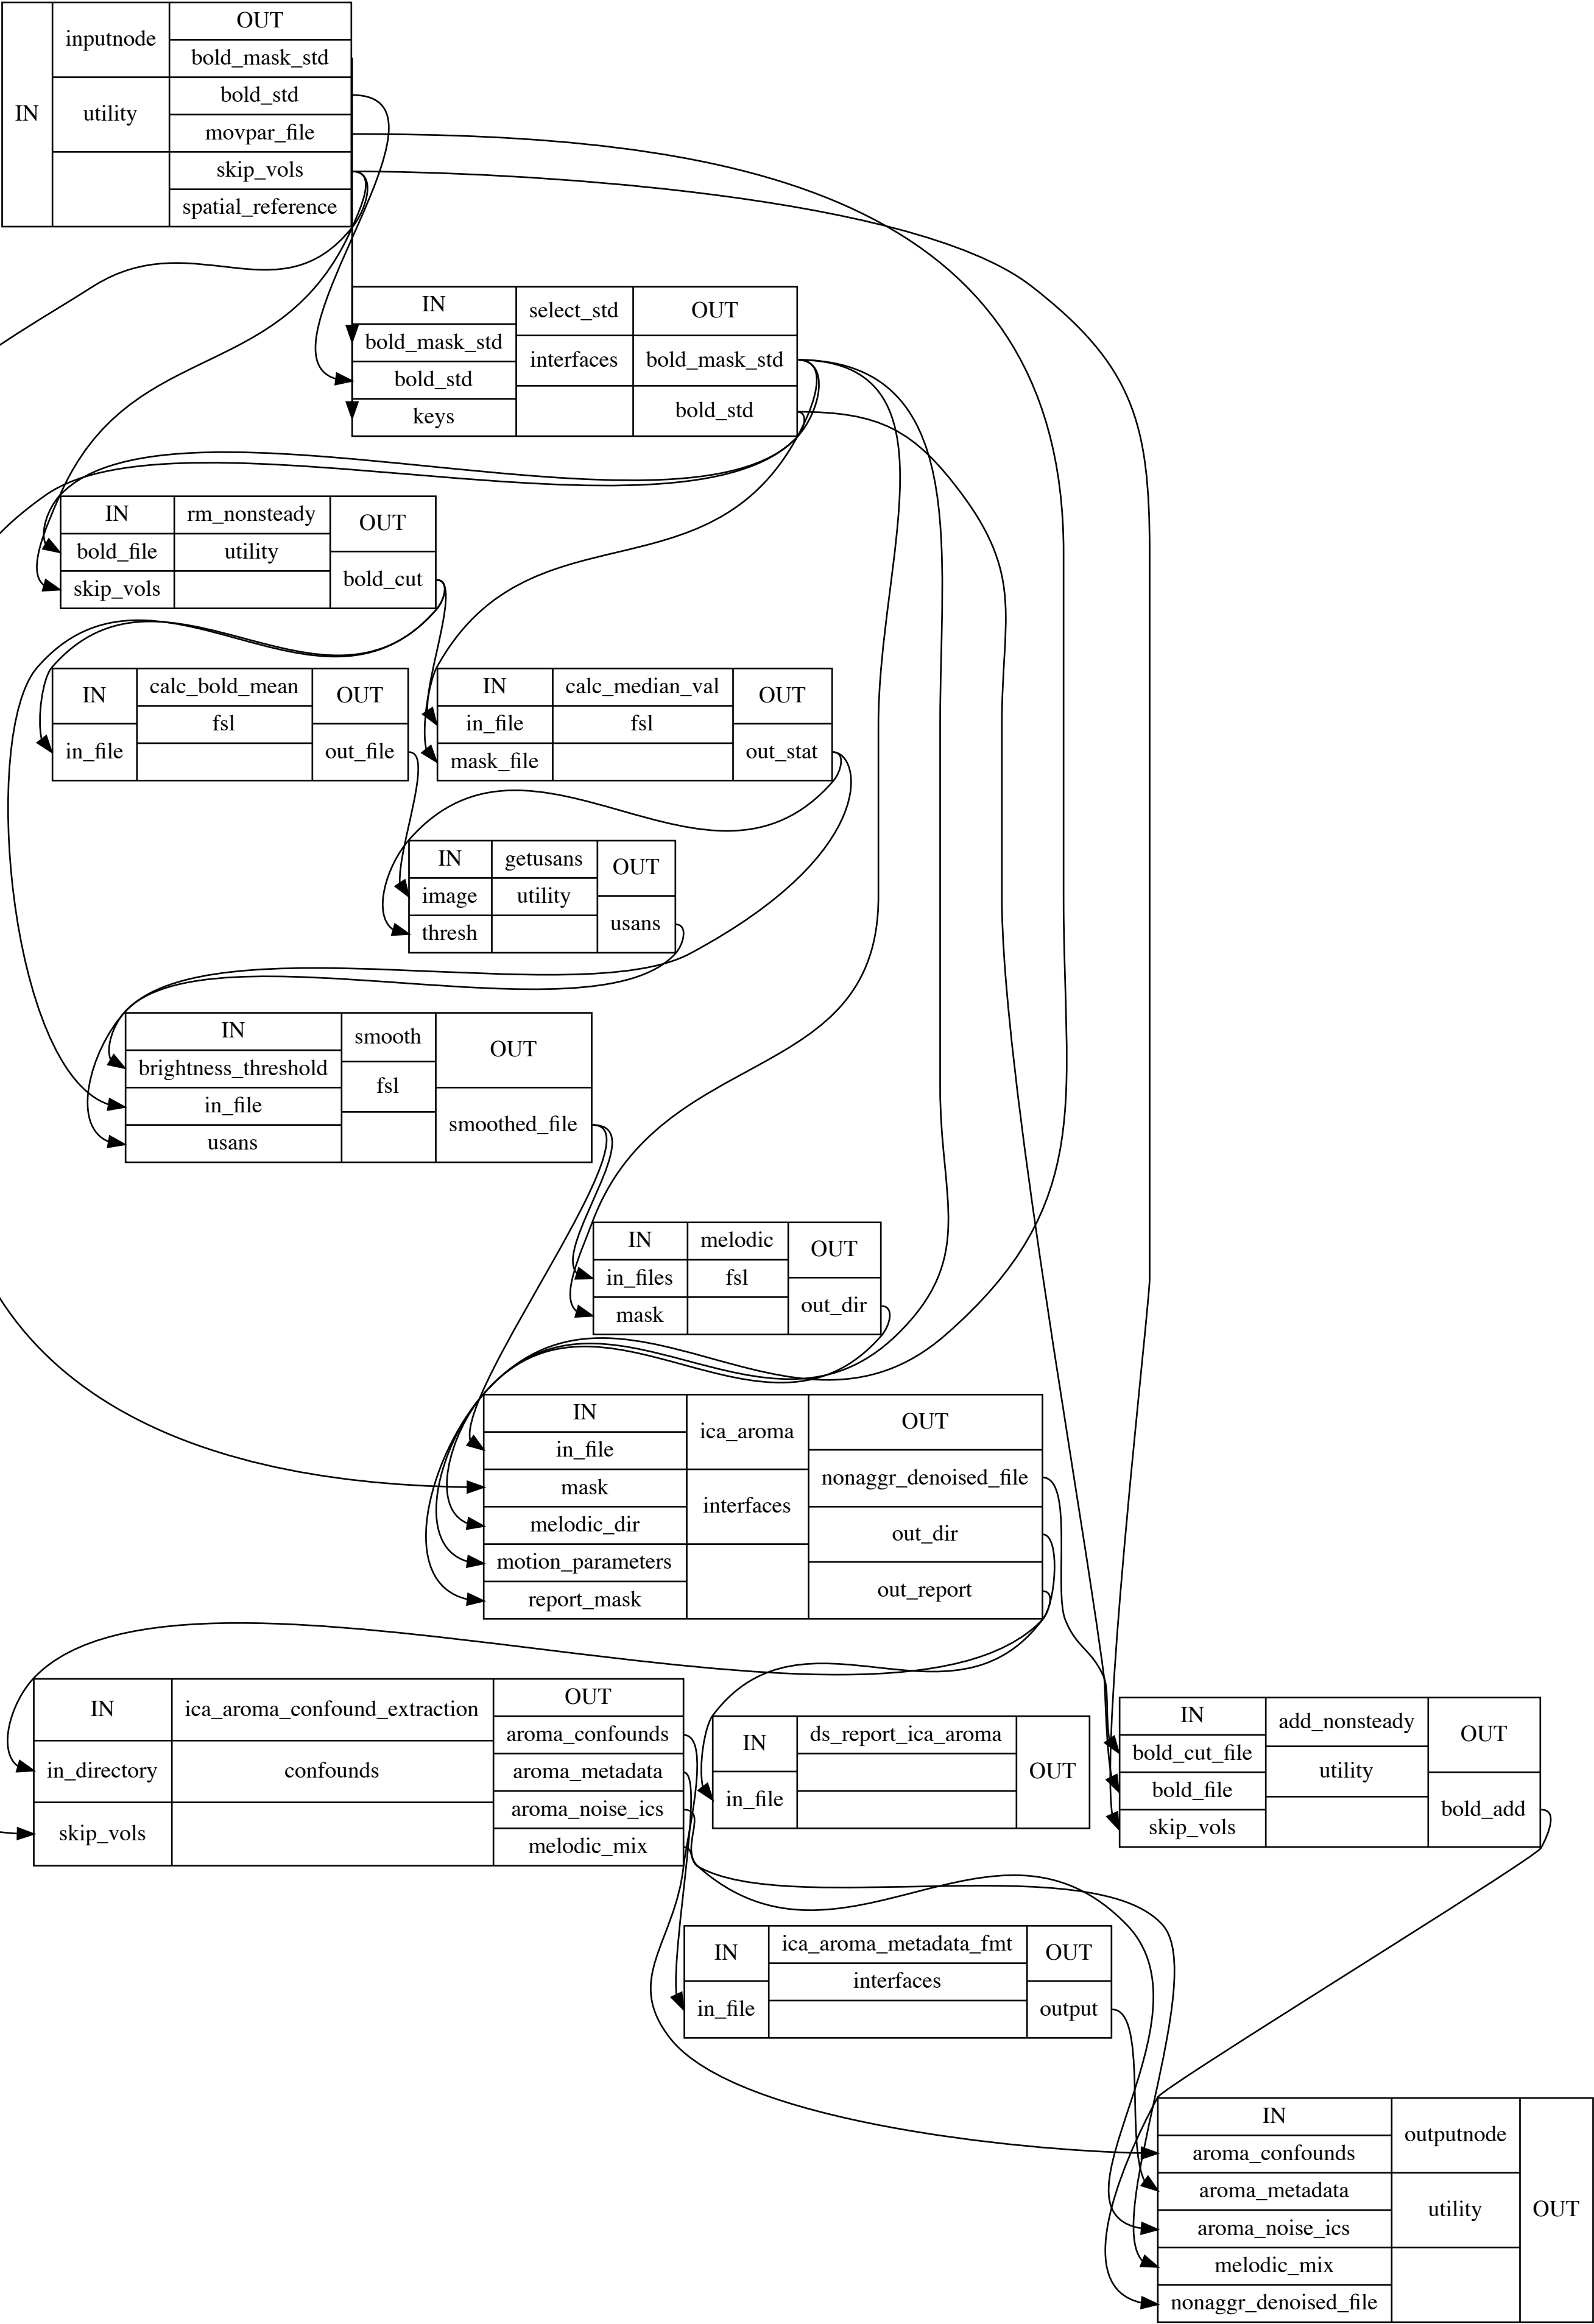 IN
inputnode
utility
OUT
bold_mask_std
bold_std
movpar_file
skip_vols
spatial_reference
IN
bold_mask_std
bold_std
keys
select_std
interfaces
OUT
bold_mask_std
bold_std
IN
bold_file
skip_vols
rm_nonsteady
utility
OUT
bold_cut
IN
in_file
calc_bold_mean
fsl
OUT
out_file
IN
in_file
mask_file
calc_median_val
fsl
OUT
out_stat
IN
image
thresh
getusans
utility
OUT
usans
IN
brightness_threshold
in_file
usans
smooth
fsl
OUT
smoothed_file
IN
in_files
mask
melodic
fsl
OUT
out_dir
IN
in_file
mask
melodic_dir
motion_parameters
report_mask
ica_aroma
interfaces
OUT
nonaggr_denoised_file
out_dir
out_report
IN
in_directory
skip_vols
ica_aroma_confound_extraction
confounds
OUT
aroma_confounds
aroma_metadata
aroma_noise_ics
melodic_mix
IN
in_file
ds_report_ica_aroma
OUT
IN
bold_cut_file
bold_file
skip_vols
add_nonsteady
utility
OUT
bold_add
IN
in_file
ica_aroma_metadata_fmt
interfaces
OUT
output
IN
aroma_confounds
aroma_metadata
aroma_noise_ics
melodic_mix
nonaggr_denoised_file
outputnode
utility
OUT